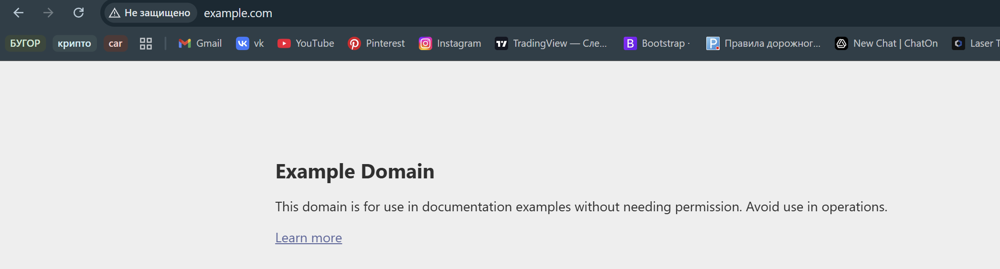 Не защищено example.com
БУГОР крипто car Gmail vk YouTube Pinterest Instagram TradingView — Сле... Bootstrap · Правила дорожног... New Chat | ChatOn Laser T
Example Domain
This domain is for use in documentation examples without needing permission. Avoid use in operations.
Learn more